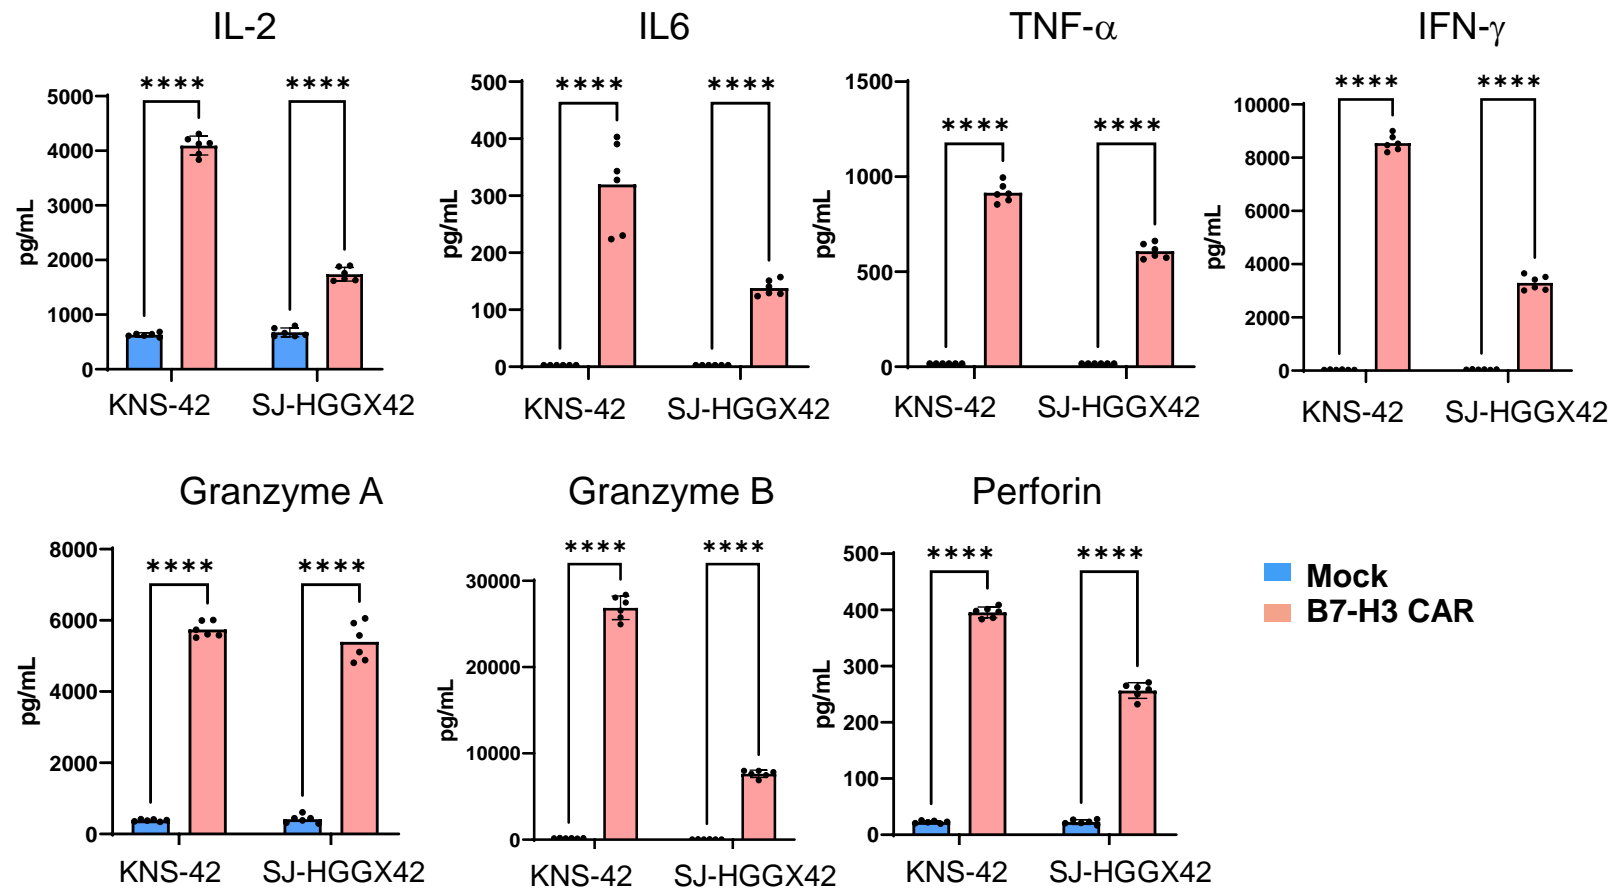 IL-2
****
****
5000
4000
3000
2000
1000
0
pg/mL
KNS-42
SJ-HGGX42
IL6
****
****
500
400
300
200
100
0
pg/mL
KNS-42
SJ-HGGX42
TNF-α
****
****
1500
1000
500
0
pg/mL
KNS-42
SJ-HGGX42
IFN-γ
****
****
10000
8000
6000
4000
2000
0
pg/mL
KNS-42
SJ-HGGX42
Granzyme A
****
****
8000
6000
4000
2000
0
pg/mL
KNS-42
SJ-HGGX42
Granzyme B
****
****
30000
20000
10000
0
pg/mL
KNS-42
SJ-HGGX42
Perforin
****
****
500
400
300
200
100
0
pg/mL
KNS-42
SJ-HGGX42
Mock
B7-H3 CAR